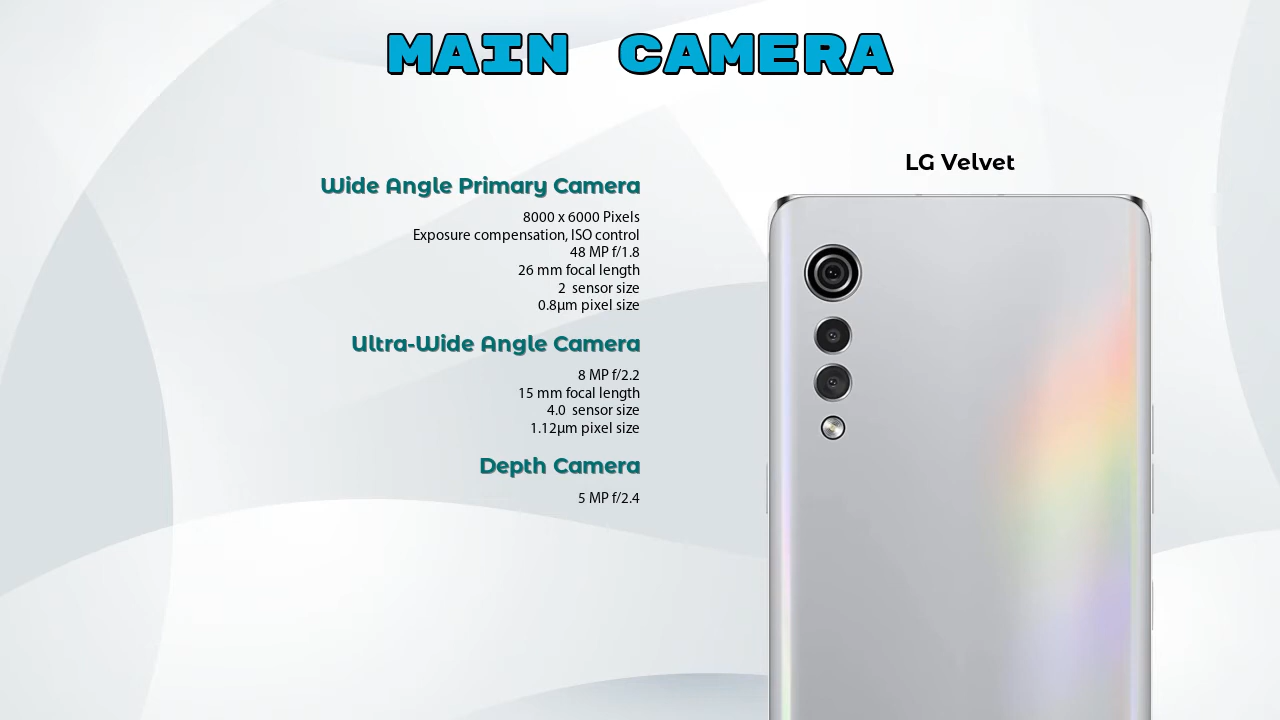 MAIN CAMERA
LG Velvet
Wide Angle Primary Camera
8000 x 6000 Pixels
Exposure compensation, ISO control
48 MP f/1.8
26 mm focal length
2 sensor size
0.8µm pixel size
Ultra-Wide Angle Camera
8 MP f/2.2
15 mm focal length
4.0 sensor size
1.12µm pixel size
Depth Camera
5 MP f/2.4